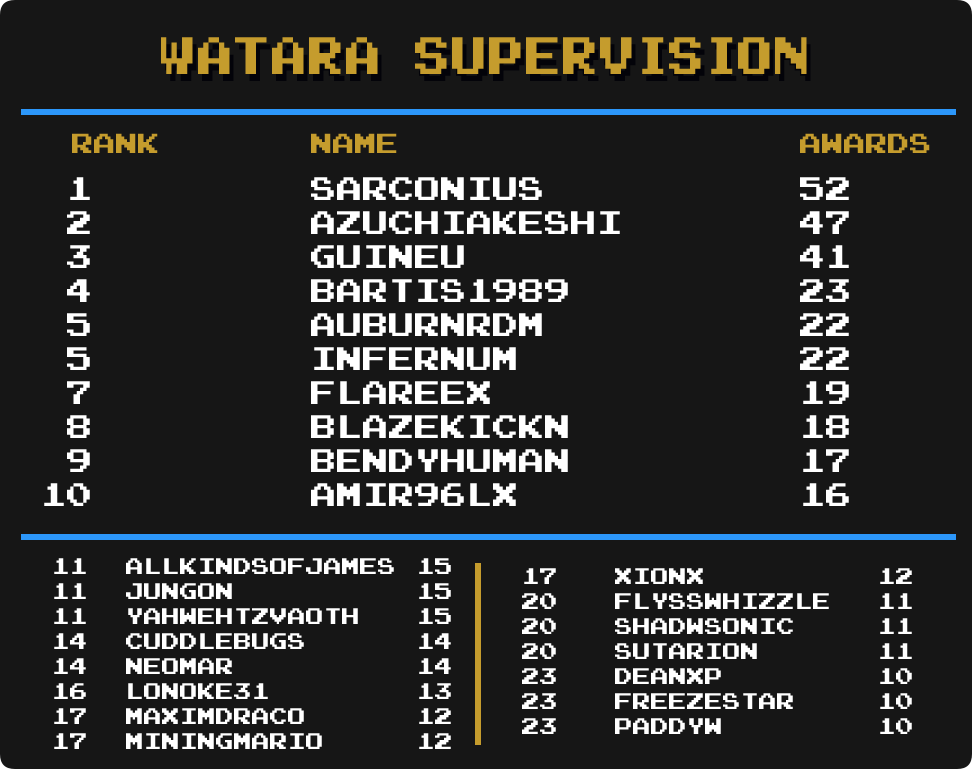 WATARA SUPERVISION
RANK NAME AWARDS
1 SARCONIUS 52
2 AZUCHIAKESHI 47
3 GUINEU 41
4 BARTIS1989 23
5 AUBURNRDM 22
5 INFERNUM 22
7 FLAREEX 19
8 BLAZEKICKN 18
9 BENDYHUMAN 17
10 AMIR96LX 16
11 ALLKINDSOFJAMES 15
11 JUNGON 15
11 YAHWEHTZVAOTH 15
14 CUDDLEBUGS 14
14 NEOMAR 14
16 LONOKE31 13
17 MAXIMDRACO 12
17 MININGMARIO 12
17 XIONX 12
20 FLYSSWHIZZLE 11
20 SHADWSONIC 11
20 SUTARION 11
23 DEANXP 10
23 FREEZESTAR 10
23 PADDYW 10